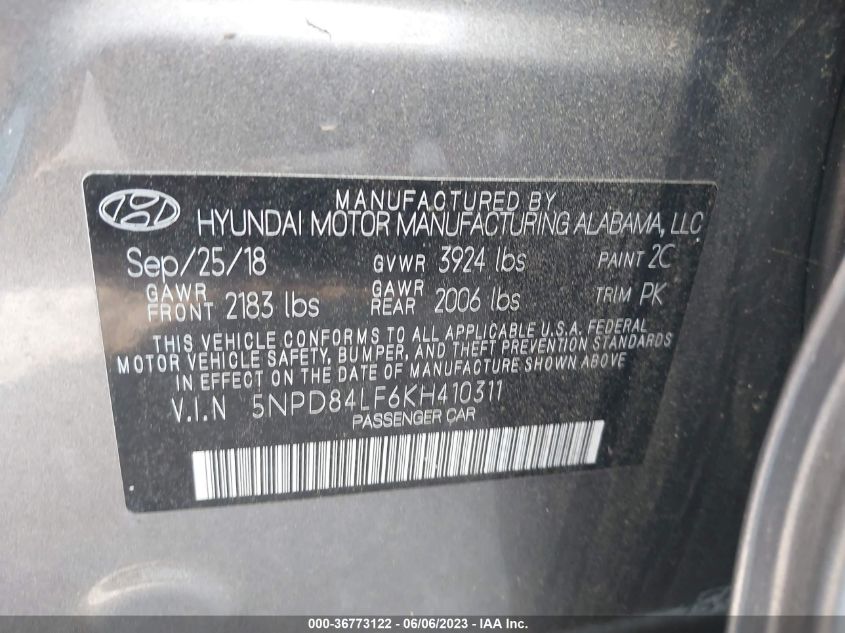 MANUFACTURED BY
HYUNDAI MOTOR MANUFACTURING ALABAMA, LLC
Sep/25/18 GVWR 3924 lbs PAINT 2C
GAWR FRONT 2183 lbs GAWR REAR 2006 lbs TRIM PK
THIS VEHICLE CONFORMS TO ALL APPLICABLE U.S.A. FEDERAL
MOTOR VEHICLE SAFETY, BUMPER, AND THEFT PREVENTION STANDARDS
IN EFFECT ON THE DATE OF MANUFACTURE SHOWN ABOVE
V.I.N 5NPD84LF6KH410311
PASSENGER CAR
000-36773122 - 06/06/2023 - IAA Inc.